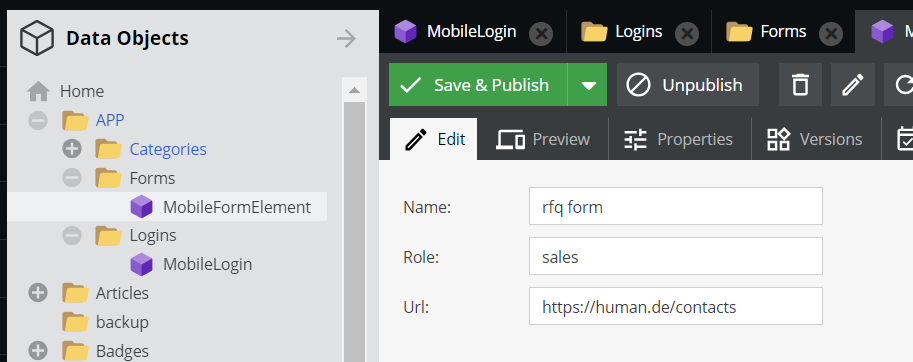 Data Objects
Home
APP
Categories
Forms
MobileFormElement
Logins
MobileLogin
Articles
backup
Badges
MobileLogin Logins Forms M
Save & Publish Unpublish
Edit Preview Properties Versions
Name: rfq form
Role: sales
Url: https://human.de/contacts